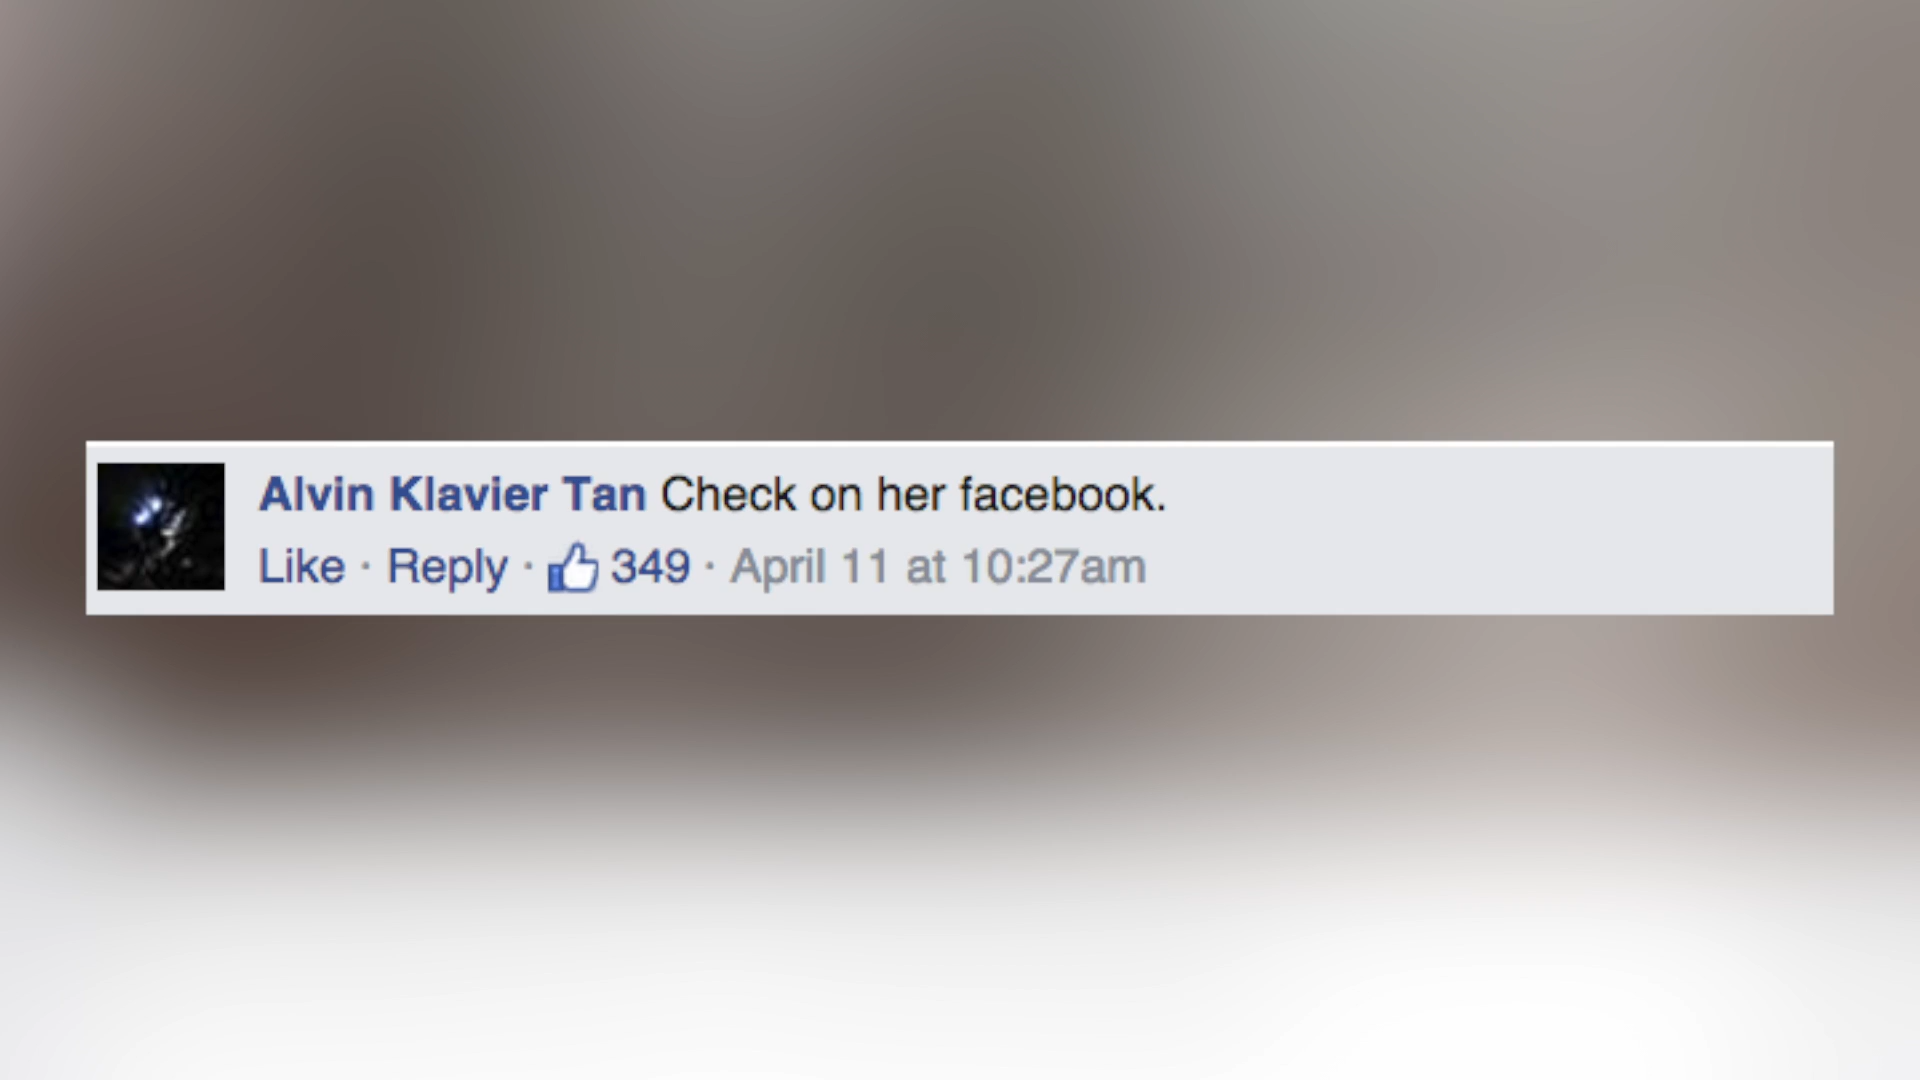 Alvin Klavier Tan Check on her facebook.
Like · Reply · 349 · April 11 at 10:27am